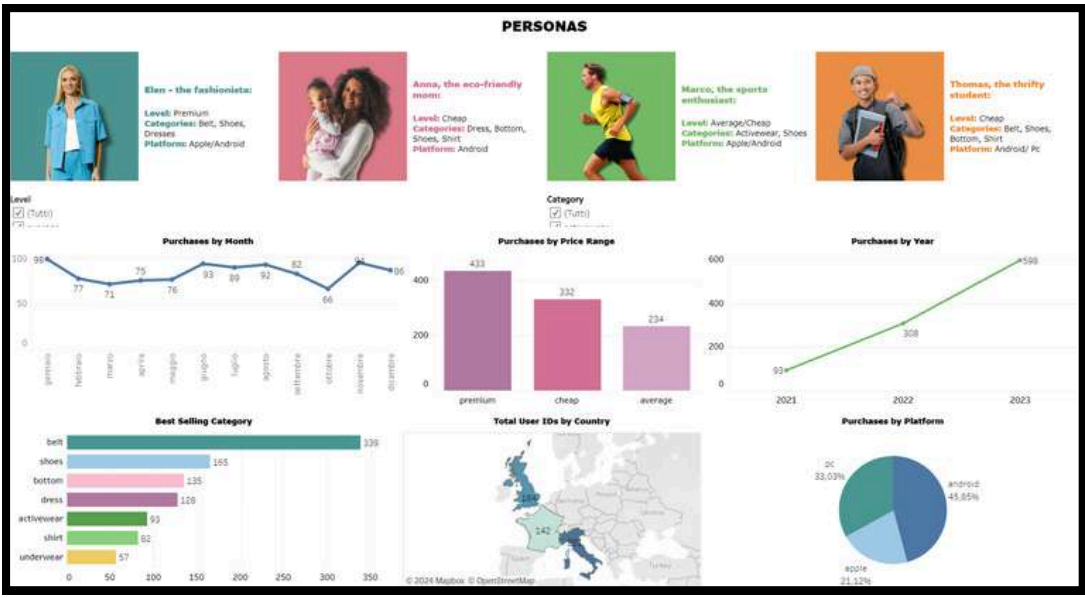 PERSONAS
Elen - the fashionista:
Level: Premium
Categories: Belt, Shoes,
Dresses
Platform: Apple/Android
Anna, the eco-friendly
mom:
Level: Cheap
Categories: Dress, Bottom,
Shoes, Shirt
Platform: Android
Marco, the sports
enthusiast:
Level: Average/Cheap
Categories: Activewear, Shoes
Platform: Apple/Android
Thomas, the thrifty
student:
Level: Cheap
Categories: Belt, Shoes,
Bottom, Shirt
Platform: Android/ Pc
Level
(Tutti)
Category
(Tutti)
Purchases by Month
100
50
0
98
77
71
75
76
93
89
92
82
66
94
86
gennaio
febbraio
marzo
aprile
maggio
giugno
luglio
agosto
settembre
ottobre
novembre
dicembre
Purchases by Price Range
400
200
0
433
332
234
premium
cheap
average
Purchases by Year
600
400
200
0
93
308
598
2021
2022
2023
Best Selling Category
belt 339
shoes 165
bottom 135
dress 128
activewear 93
shirt 82
underwear 57
0 50 100 150 200 250 300 350
Total User IDs by Country
142
© 2024 Mapbox © OpenStreetMap
Purchases by Platform
pc
33,03%
android
45,85%
apple
21,12%